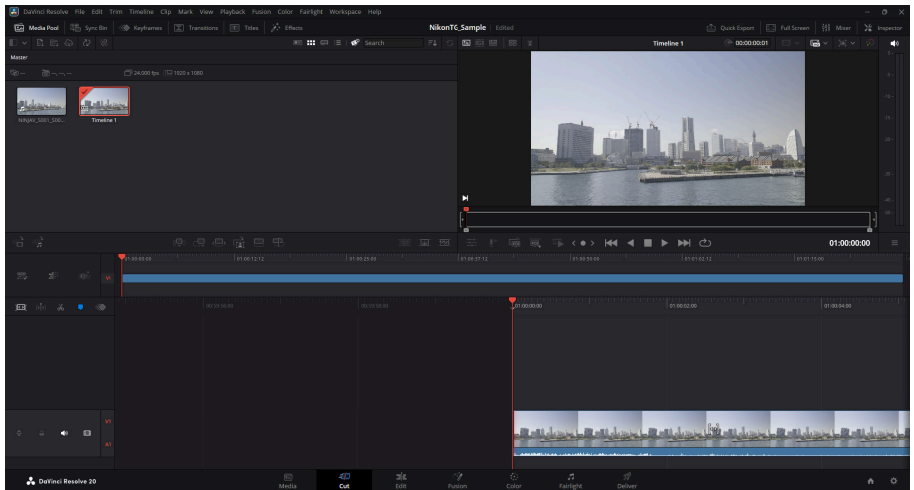 DaVinci Resolve File Edit Trim Timeline Clip Mark View Playback Fusion Color Fairlight Workspace Help
Media Pool Sync Bin Keyframes Transitions Titles Effects NikonTG_Sample Edited Quick Export Full Screen Mixer Inspector
Search Timeline 1 00:00:00:01
Master
24.000 fps 1920 x 1080
NINJAV_S001_S00... Timeline 1
01:00:00:00
01:00:00:00 01:00:12:12 01:00:25:00 01:00:37:12 01:00:50:00 01:01:02:12 01:01:15:00
V1
01:00:00:00 01:00:02:00 01:00:04:00
V1
A1
DaVinci Resolve 20 Media Cut Edit Fusion Color Fairlight Deliver